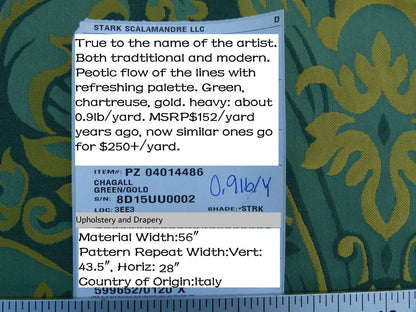 STARK SCALAMANDRE LLC
D
True to the name of the artist.
Both tradtitional and modern.
Peotic flow of the lines with
refreshing palette. Green,
chartreuse, gold. heavy: about
0.9lb/yard. MSRP$152/yard
years ago, now similar ones go
for $250+/yard.
ITEM#: PZ 04014486
CHAGALL
GREEN/GOLD
0.9lb/Y
S/N: 8D15UU0002
LOC: 3EE3 SHADE: *STRK
Upholstery and Drapery
Material Width:56"
Pattern Repeat Width:Vert:
43.5", Horiz: 28"
Country of Origin:Italy
599652/0120 X